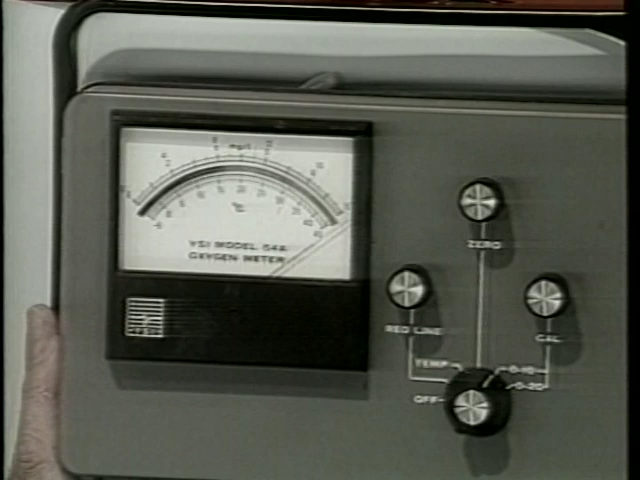 mg/l
°C
YSI MODEL 54A
OXYGEN METER
ZERO
RED LINE
CAL
TEMP
0-10
OFF
0-20